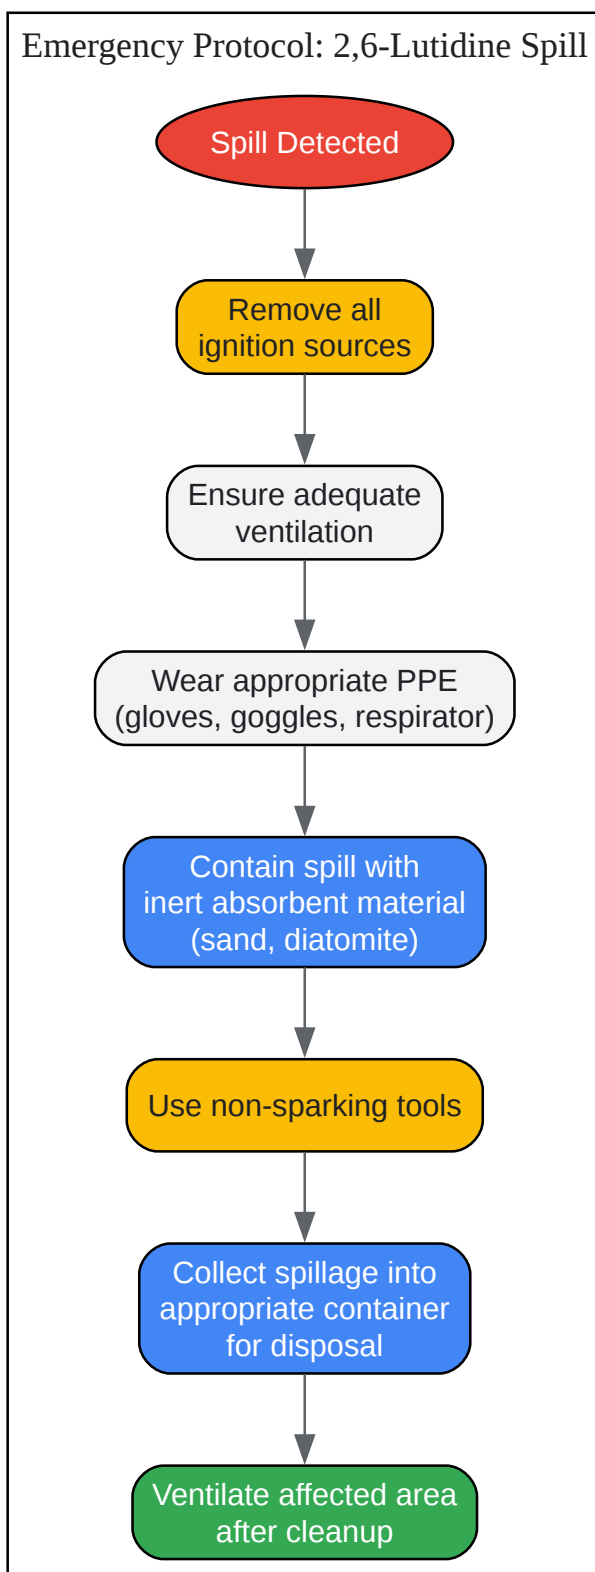 Emergency Protocol: 2,6-Lutidine Spill
Spill Detected
Remove all
ignition sources
Ensure adequate
ventilation
Wear appropriate PPE
(gloves, goggles, respirator)
Contain spill with
inert absorbent material
(sand, diatomite)
Use non-sparking tools
Collect spillage into
appropriate container
for disposal
Ventilate affected area
after cleanup